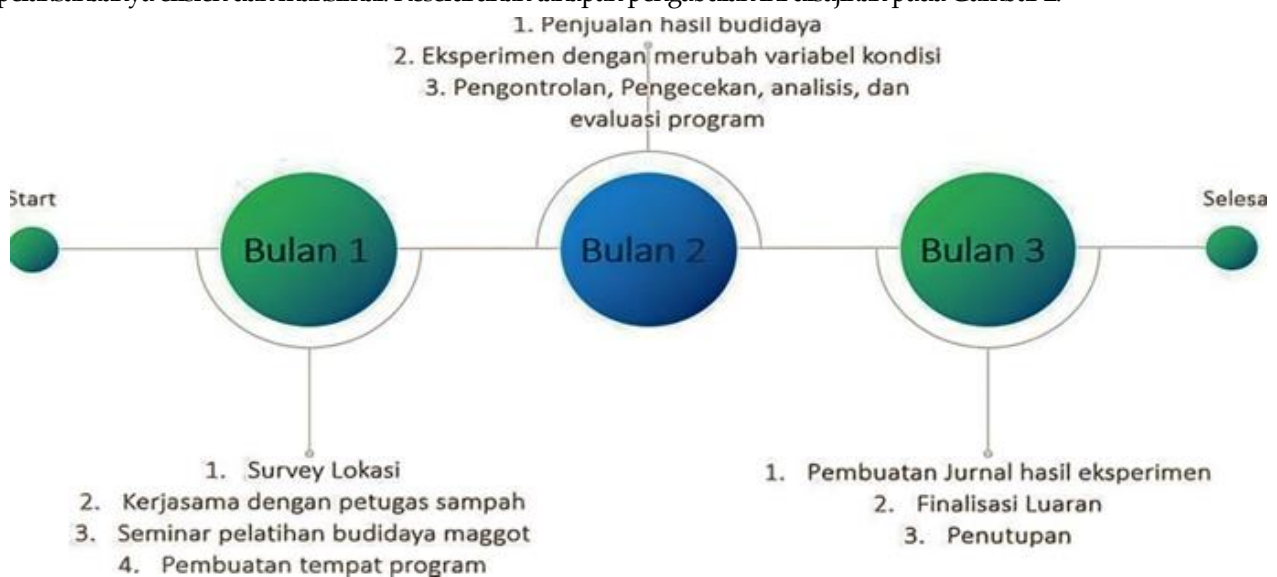 1. Penjualan hasil budidaya
2. Eksperimen dengan merubah variabel kondisi
3. Pengontrolan, Pengecekan, analisis, dan
evaluasi program
Start
Selesa
Bulan 1
Bulan 2
Bulan 3
1. Survey Lokasi
2. Kerjasama dengan petugas sampah
3. Seminar pelatihan budidaya maggot
4. Pembuatan tempat program
1. Pembuatan Jurnal hasil eksperimen
2. Finalisasi Luaran
3. Penutupan